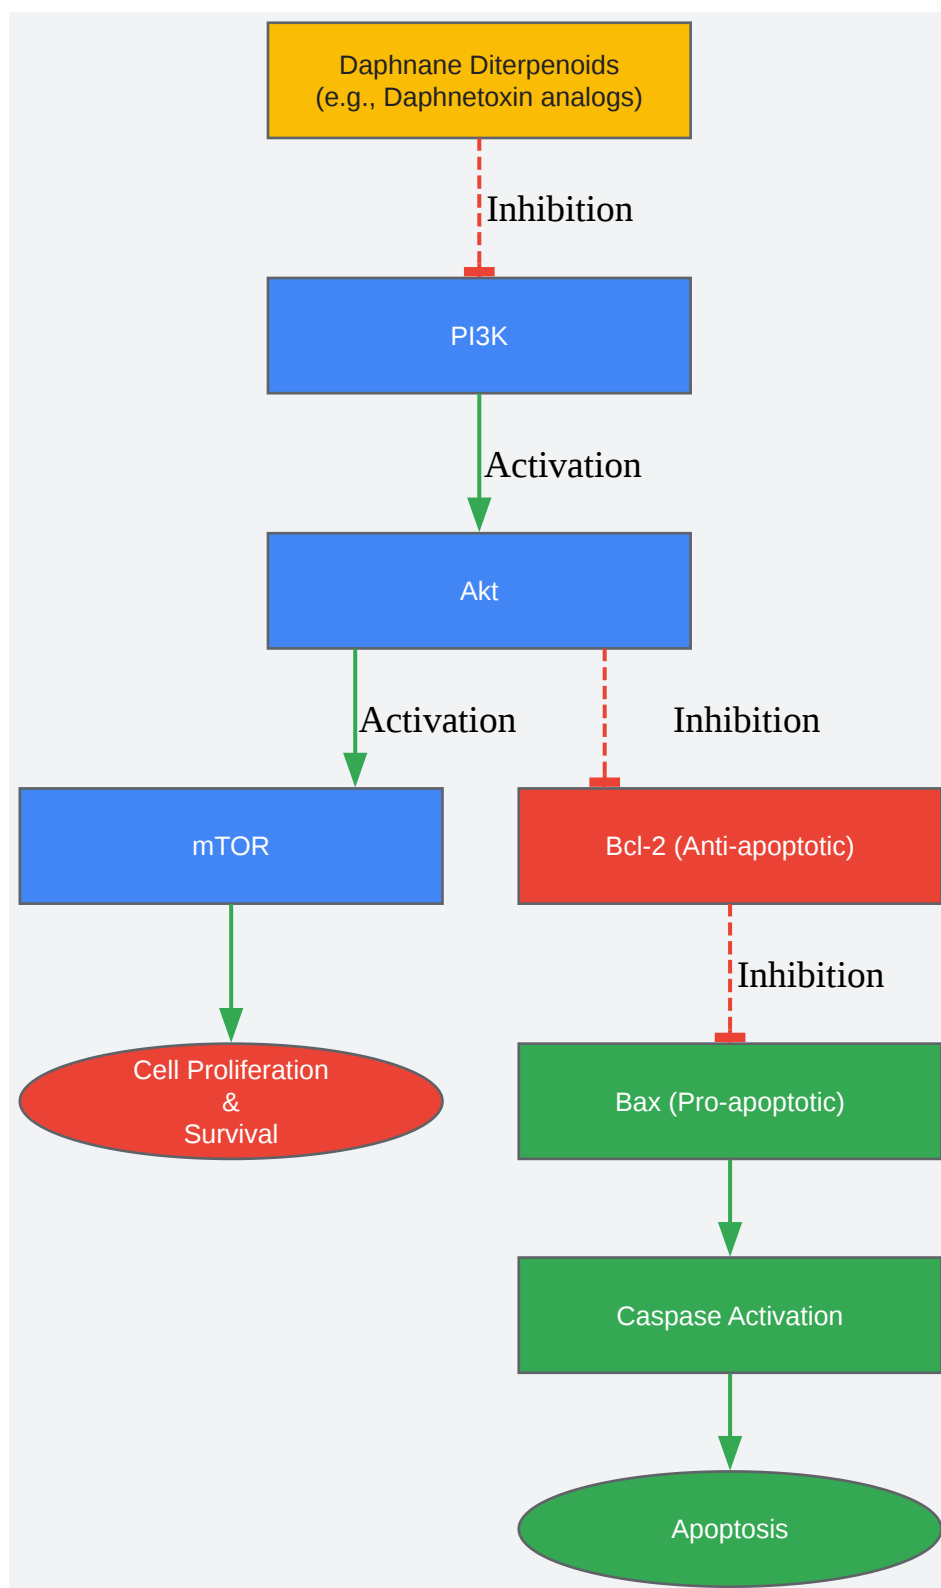 Daphnane Diterpenoids
(e.g., Daphnetoxin analogs)
Inhibition
PI3K
Activation
Akt
Activation
Inhibition
mTOR
Bcl-2 (Anti-apoptotic)
Inhibition
Cell Proliferation
&
Survival
Bax (Pro-apoptotic)
Caspase Activation
Apoptosis